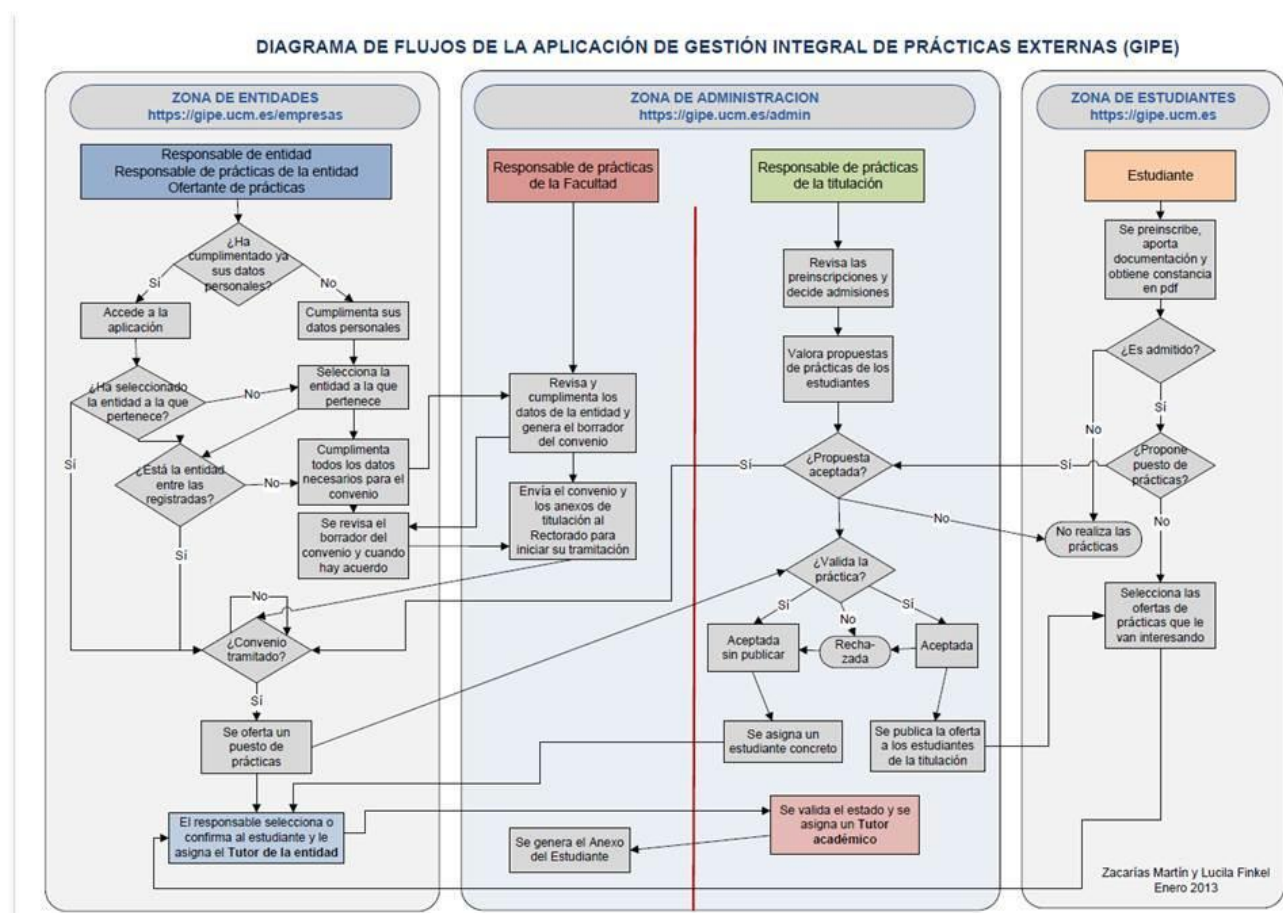 DIAGRAMA DE FLUJOS DE LA APLICACIÓN DE GESTIÓN INTEGRAL DE PRÁCTICAS EXTERNAS (GIPE)
ZONA DE ENTIDADES
https://gipe.ucm.es/empresas
Responsable de entidad
Responsable de prácticas de la entidad
Ofertante de prácticas
¿Ha
cumplimentado ya
sus datos
personales?
Sí
No
Accede a la
aplicación
Cumplimenta sus
datos personales
¿Ha seleccionado
la entidad a la que
pertenece?
No
Selecciona la
entidad a la que
pertenece
Sí
¿Está la entidad
entre las
registradas?
No
Cumplimenta
todos los datos
necesarios para el
convenio
Sí
Se revisa el
borrador del
convenio y cuando
hay acuerdo
No
¿Convenio
tramitado?
Sí
Se oferta un
puesto de
prácticas
El responsable selecciona o
confirma al estudiante y le
asigna el Tutor de la entidad
ZONA DE ADMINISTRACION
https://gipe.ucm.es/admin
Responsable de prácticas
de la Facultad
Revisa y
cumplimenta los
datos de la entidad y
genera el borrador
del convenio
Envía el convenio y
los anexos de
titulación al
Rectorado para
iniciar su tramitación
Responsable de prácticas
de la titulación
Revisa las
preinscripciones y
decide admisiones
Valora propuestas
de prácticas de los
estudiantes
Sí
¿Propuesta
aceptada?
No
¿Valida la
práctica?
Sí
No
Sí
Aceptada
sin publicar
Recha-
zada
Aceptada
Se asigna un
estudiante concreto
Se publica la oferta
a los estudiantes
de la titulación
Se valida el estado y se
asigna un Tutor
académico
Se genera el Anexo
del Estudiante
ZONA DE ESTUDIANTES
https://gipe.ucm.es
Estudiante
Se preinscribe,
aporta
documentación y
obtiene constancia
en pdf
¿Es admitido?
Sí
No
¿Propone
puesto de
prácticas?
Sí
No
No realiza las
prácticas
Selecciona las
ofertas de
prácticas que le
van interesando
Zacarías Martín y Lucila Finkel
Enero 2013